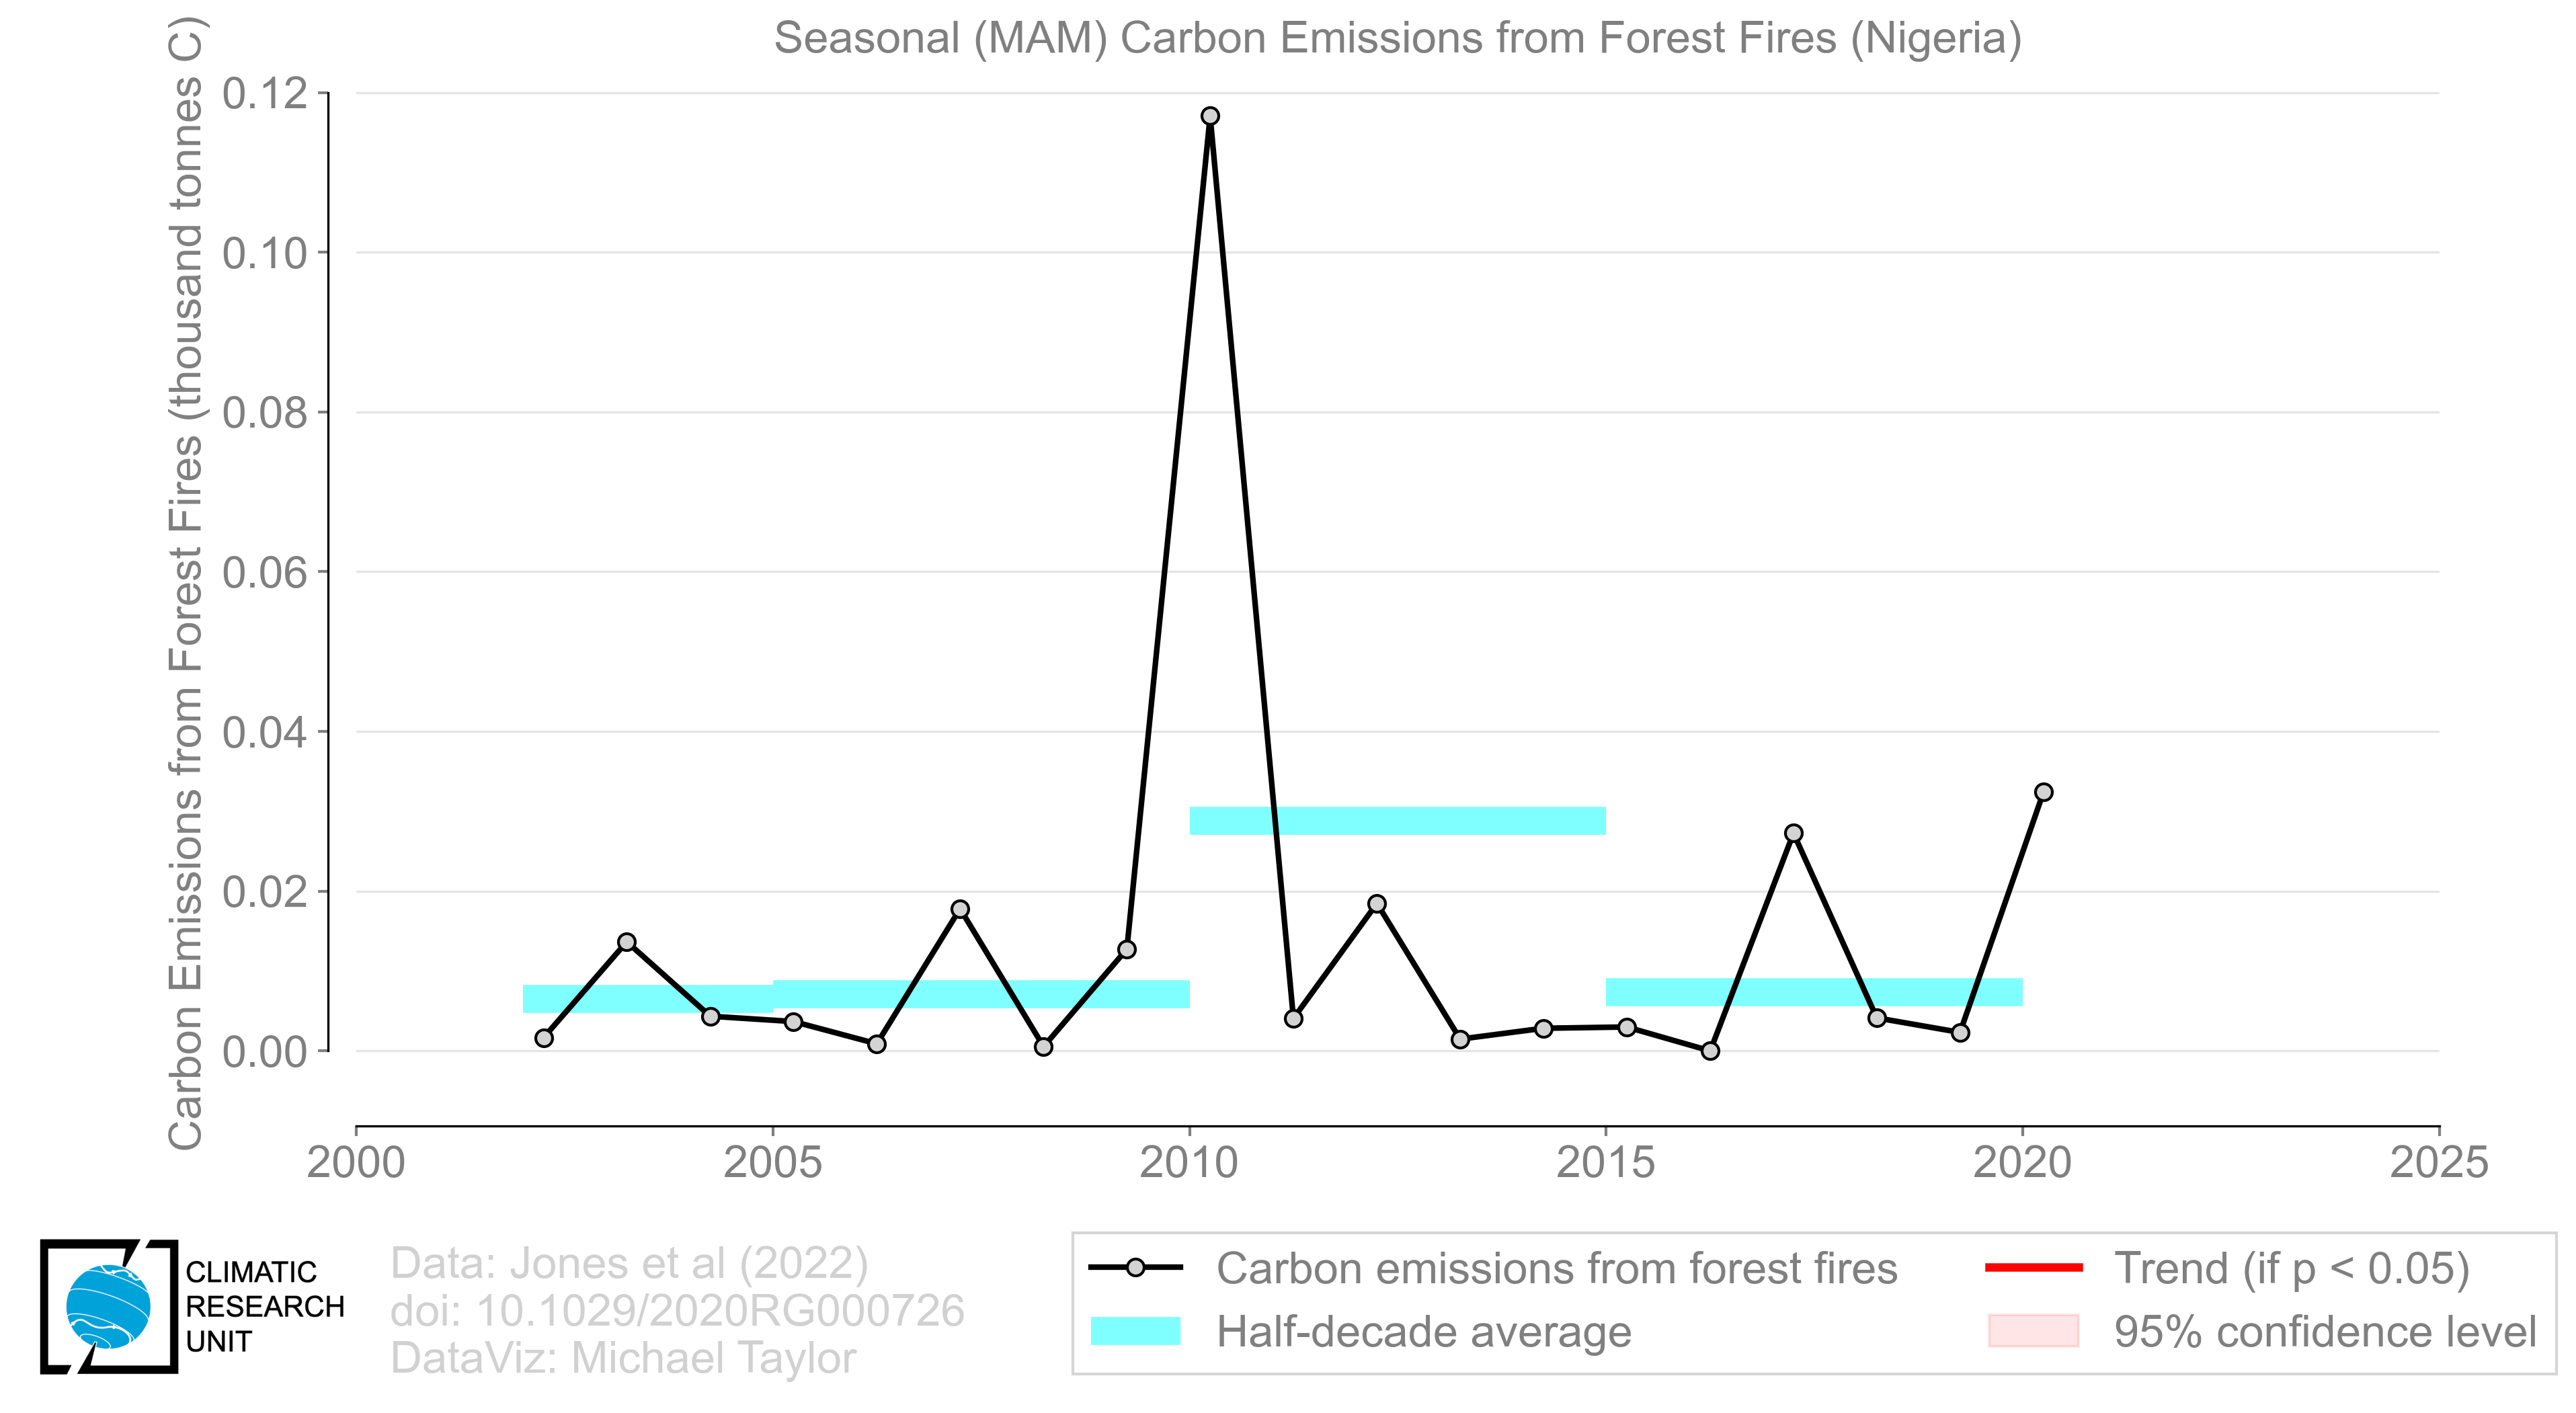 Seasonal (MAM) Carbon Emissions from Forest Fires (Nigeria)
Carbon Emissions from Forest Fires (thousand tonnes C)
0.12
0.10
0.08
0.06
0.04
0.02
0.00
2000
2005
2010
2015
2020
2025
CLIMATIC
RESEARCH
UNIT
Data: Jones et al (2022)
doi: 10.1029/2020RG000726
DataViz: Michael Taylor
Carbon emissions from forest fires
Half-decade average
Trend (if p < 0.05)
95% confidence level